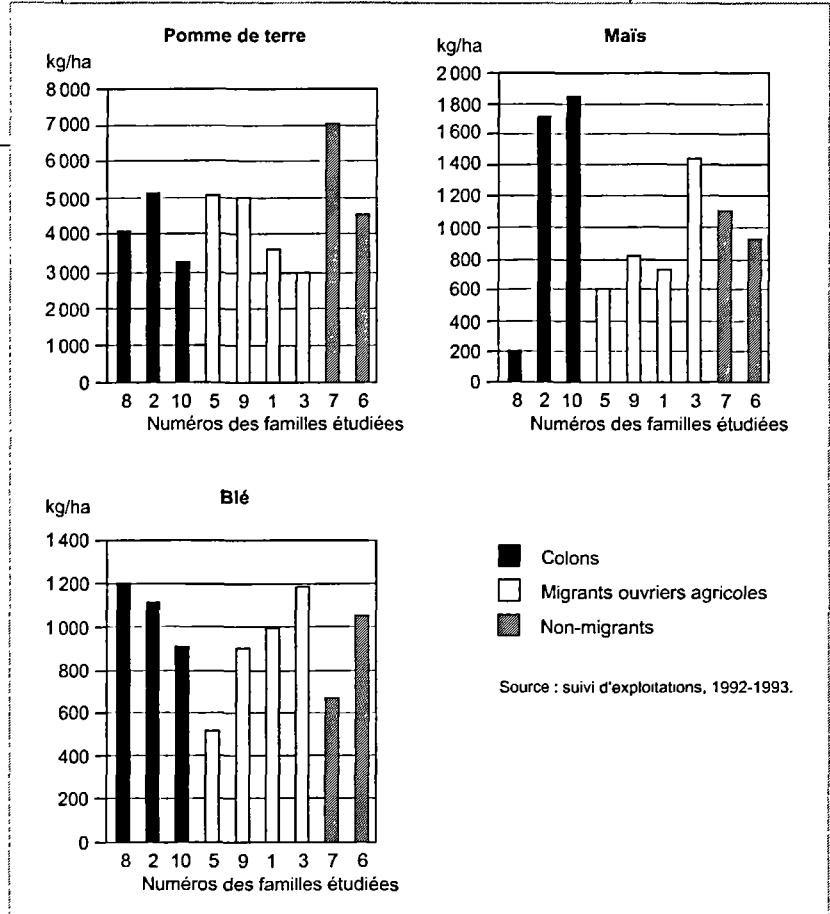 Pomme de terre
kg/ha
8 000
7 000
6 000
5 000
4 000
3 000
2 000
1 000
0
8 2 10 5 9 1 3 7 6
Numéros des familles étudiées
Maïs
kg/ha
2 000
1 800
1 600
1 400
1 200
1 000
800
600
400
200
0
8 2 10 5 9 1 3 7 6
Numéros des familles étudiées
Blé
kg/ha
1 400
1200
1 000
800
600
400
200
0
8 2 10 5 9 1 3 7 6
Numéros des familles étudiées
Colons
Migrants ouvriers agricoles
Non-migrants
Source : suivi d'exploitations, 1992-1993.